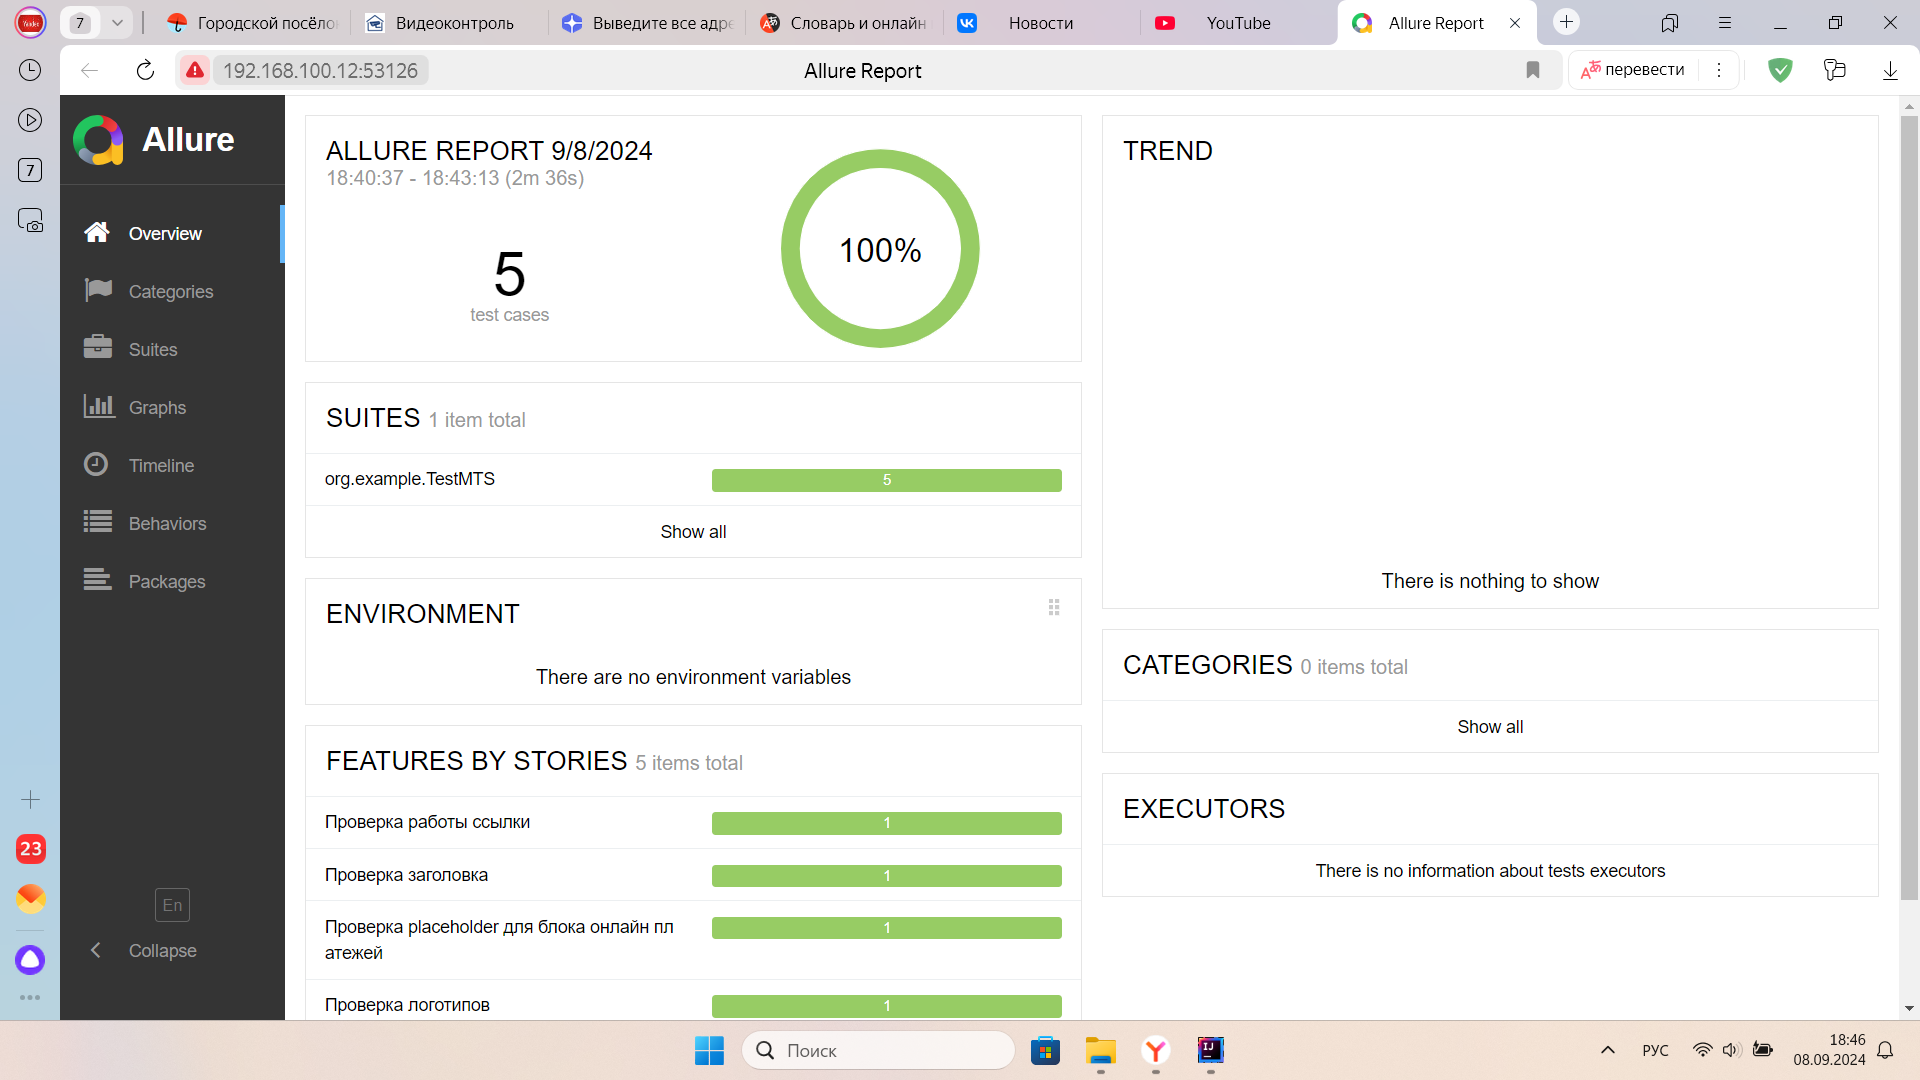 7
Городской посёло
Видеоконтроль
Выведите все адре
Словарь и онлайн
Новости
YouTube
Allure Report
192.168.100.12:53126
Allure Report
перевести
7
Allure
Overview
Categories
Suites
Graphs
Timeline
Behaviors
Packages
En
Collapse
23
ALLURE REPORT 9/8/2024
18:40:37 - 18:43:13 (2m 36s)
5
test cases
100%
SUITES 1 item total
org.example.TestMTS 5
Show all
ENVIRONMENT
There are no environment variables
FEATURES BY STORIES 5 items total
Проверка работы ссылки 1
Проверка заголовка 1
Проверка placeholder для блока онлайн пл
атежей
1
Проверка логотипов 1
TREND
There is nothing to show
CATEGORIES 0 items total
Show all
EXECUTORS
There is no information about tests executors
Поиск
РУС
18:46
08.09.2024